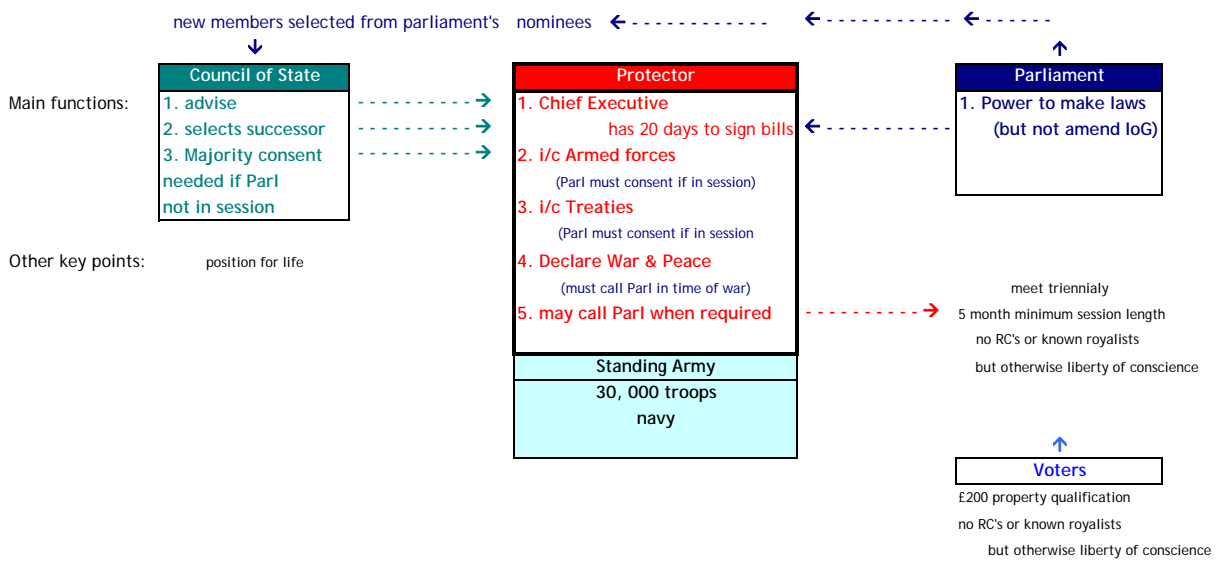 new members selected from parliament's nominees
Council of State
Protector
Parliament
Main functions:
1. advise
2. selects successor
3. Majority consent
needed if Parl
not in session
1. Chief Executive
has 20 days to sign bills
2. i/c Armed forces
(Parl must consent if in session)
3. i/c Treaties
(Parl must consent if in session
4. Declare War & Peace
(must call Parl in time of war)
5. may call Parl when required
1. Power to make laws
(but not amend IoG)
Other key points:
position for life
meet triennialy
5 month minimum session length
no RC's or known royalists
but otherwise liberty of conscience
Standing Army
30, 000 troops
navy
Voters
£200 property qualification
no RC's or known royalists
but otherwise liberty of conscience